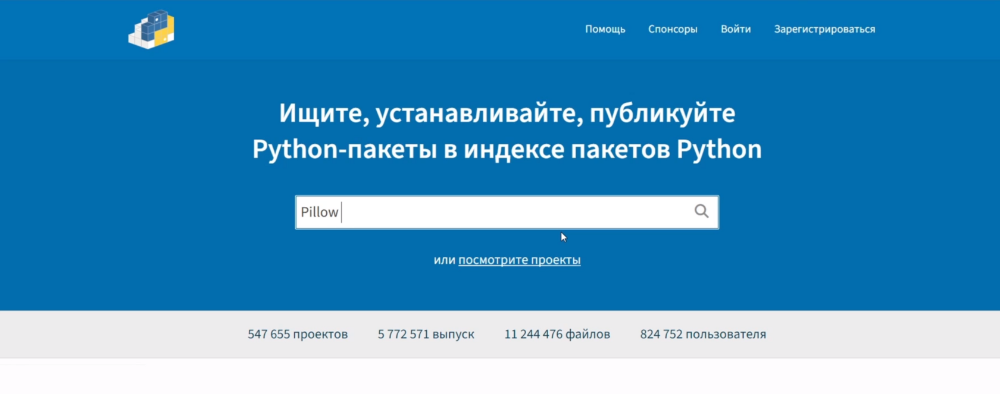 Помощь Спонсоры Войти Зарегистрироваться
Ищите, устанавливайте, публикуйте
Python-пакеты в индексе пакетов Python
Pillow
или посмотрите проекты
547 655 проектов 5 772 571 выпуск 11 244 476 файлов 824 752 пользователя